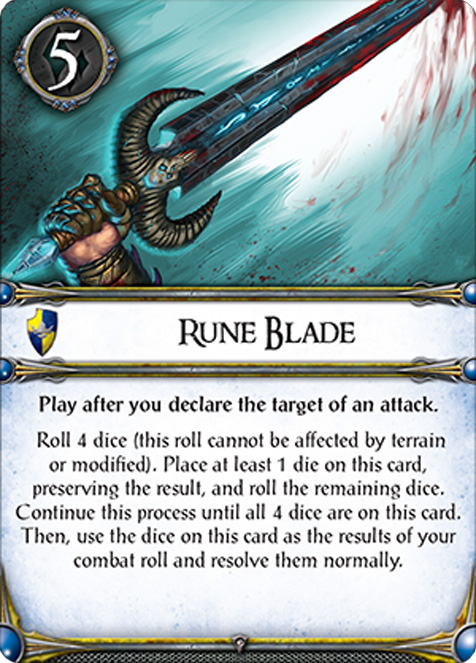 5
Rune Blade
Play after you declare the target of an attack.
Roll 4 dice (this roll cannot be affected by terrain
or modified). Place at least 1 die on this card,
preserving the result, and roll the remaining dice.
Continue this process until all 4 dice are on this card.
Then, use the dice on this card as the results of your
combat roll and resolve them normally.